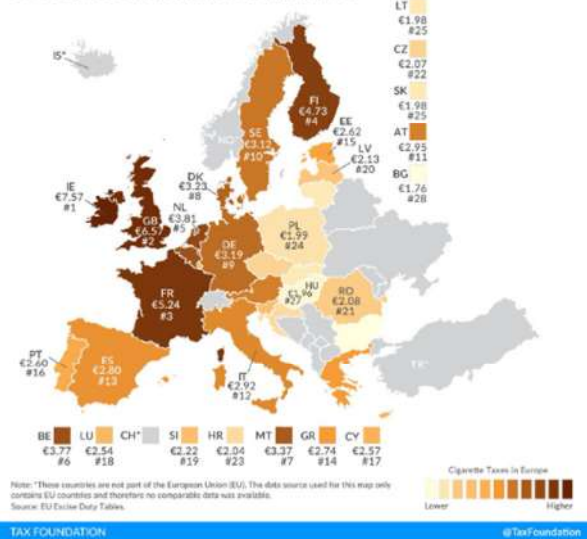 LT
€1.98
#25
CZ
€2.07
#22
SK
€1.98
#25
AT
€2.95
#11
BG
€1.76
#28
IS*
FI
€4.73
#4
SE
€3.12
#10
NO*
EE
€2.62
#15
LV
€2.13
#20
DK
€3.23
#8
IE
€7.57
#1
GB
€6.57
#2
NL
€3.81
#5
PL
€1.99
#24
DE
€3.19
#9
FR
€5.24
#3
HU
€1.96
#27
RO
€2.08
#21
PT
€2.60
#16
ES
€2.80
#13
IT
€2.92
#12
TR*
BE
€3.77
#6
LU
€2.54
#18
CH*
SI
€2.22
#19
HR
€2.04
#23
MT
€3.37
#7
GR
€2.74
#14
CY
€2.57
#17
Note: *These countries are not part of the European Union (EU). The data source used for this map only
contains EU countries and therefore no comparable data was available.
Source: EU Excise Duty Tables.
Cigarette Taxes in Europe
Lower Higher
TAX FOUNDATION @TaxFoundation